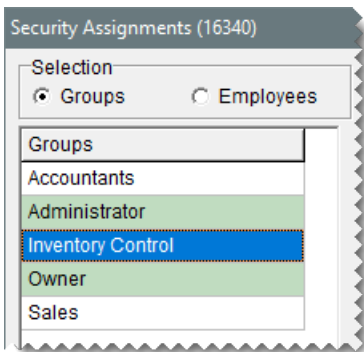 Security Assignments (16340)
Selection
Groups Employees
Groups
Accountants
Administrator
Inventory Control
Owner
Sales